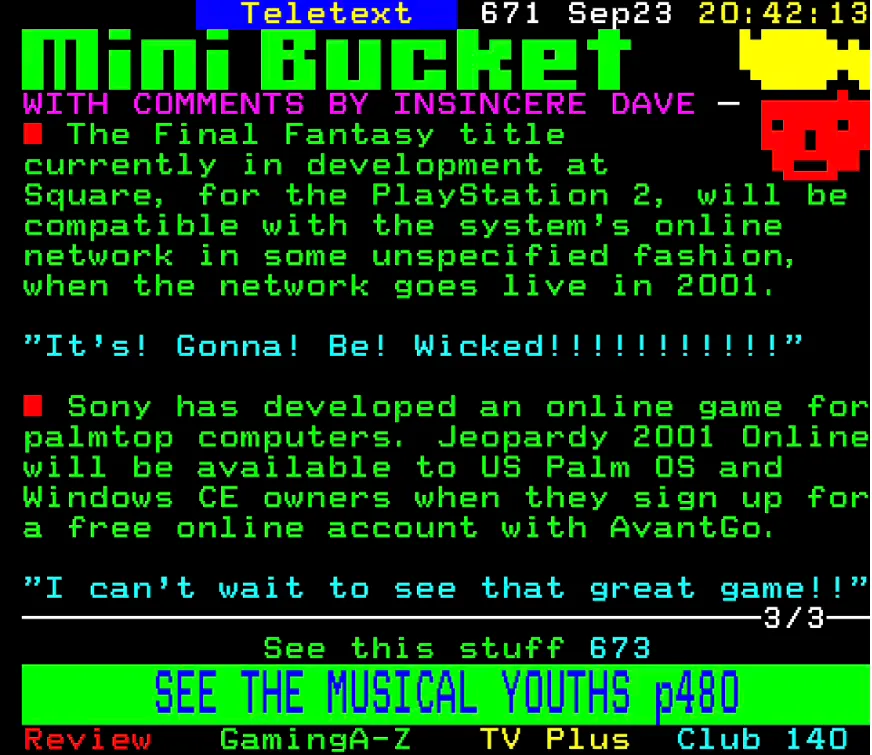 Teletext 671 Sep23 20:42:13
Mini Bucket
WITH COMMENTS BY INSINCERE DAVE —
The Final Fantasy title
currently in development at
Square, for the PlayStation 2, will be
compatible with the system's online
network in some unspecified fashion,
when the network goes live in 2001.
"It's! Gonna! Be! Wicked!!!!!!!!!!!"
Sony has developed an online game for
palmtop computers. Jeopardy 2001 Online
will be available to US Palm OS and
Windows CE owners when they sign up for
a free online account with AvantGo.
"I can't wait to see that great game!!"
3/3
See this stuff 673
SEE THE MUSICAL YOUTHS p480
Review GamingA-Z TV Plus Club 140